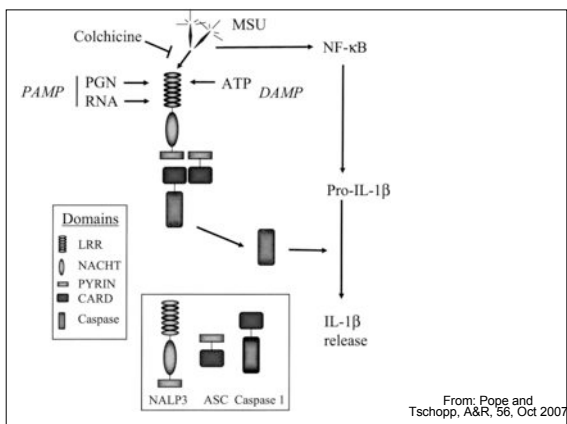 MSU
Colchicine
NF-κB
PAMP
PGN
RNA
ATP
DAMP
Pro-IL-1β
Domains
LRR
NACHT
PYRIN
CARD
Caspase
IL-1β
release
NALP3 ASC Caspase 1
From: Pope and
Tschopp, A&R, 56, Oct 2007